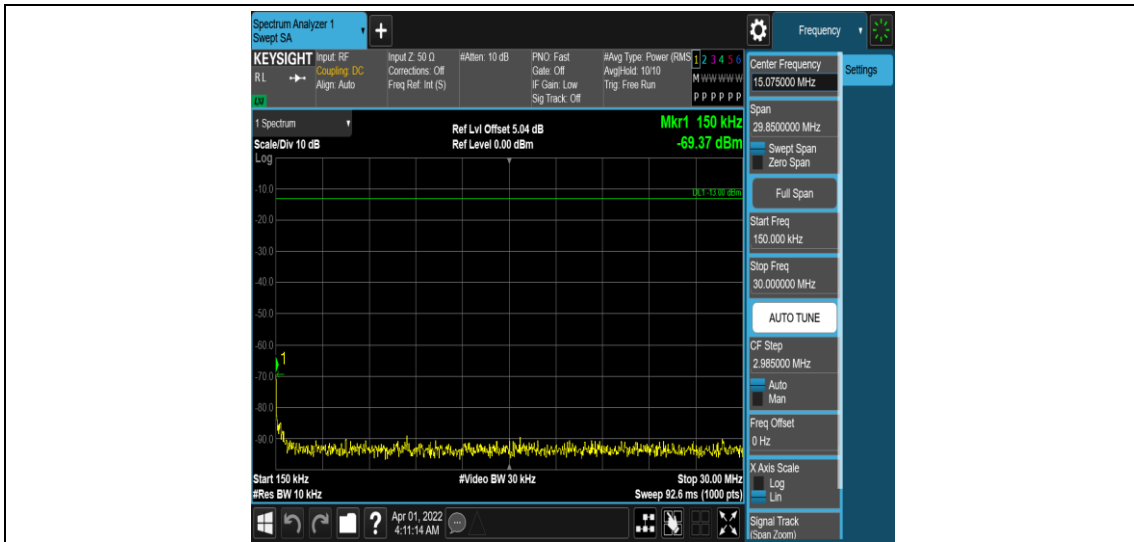 Spectrum Analyzer 1
Swept SA
+
Frequency
KEYSIGHT
R L
LXI
Input: RF
Coupling: DC
Align: Auto
Input Z: 50 Ω
Corrections: Off
Freq Ref: Int (S)
#Atten: 10 dB
PNO: Fast
Gate: Off
IF Gain: Low
Sig Track: Off
#Avg Type: Power (RMS
Avg|Hold: 10/10
Trig: Free Run
1 2 3 4 5 6
M W W W W W
P P P P P P
1 Spectrum
Scale/Div 10 dB
Ref Lvl Offset 5.04 dB
Ref Level 0.00 dBm
Mkr1 150 kHz
-69.37 dBm
Log
DL1 -13.00 dBm
-10.0
-20.0
-30.0
-40.0
-50.0
-60.0
-70.0
-80.0
-90.0
1
Start 150 kHz
#Res BW 10 kHz
#Video BW 30 kHz
Stop 30.00 MHz
Sweep 92.6 ms (1000 pts)
Center Frequency
15.075000 MHz
Settings
Span
29.8500000 MHz
Swept Span
Zero Span
Full Span
Start Freq
150.000 kHz
Stop Freq
30.000000 MHz
AUTO TUNE
CF Step
2.985000 MHz
Auto
Man
Freq Offset
0 Hz
X Axis Scale
Log
Lin
Signal Track
(Span Zoom)
?
Apr 01, 2022
4:11:14 AM